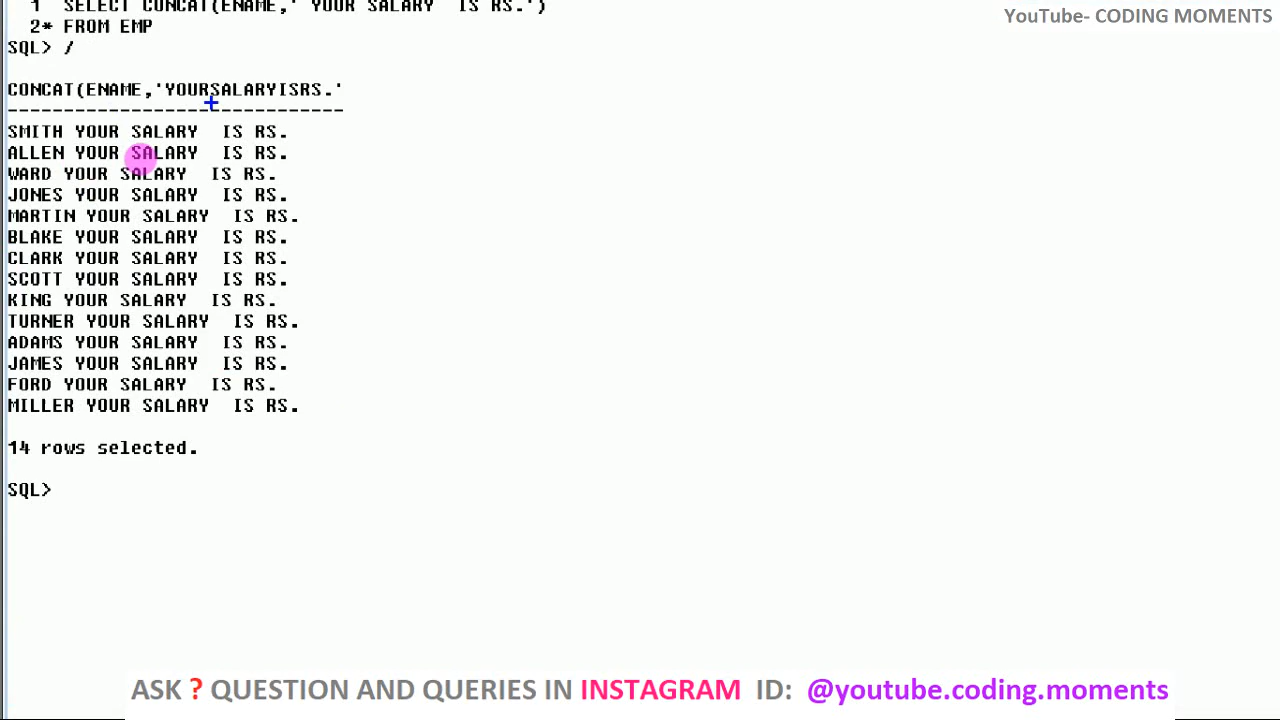 1  SELECT CONCAT(ENAME,' YOUR SALARY  IS RS.')
YouTube- CODING MOMENTS
2* FROM EMP
SQL> /
CONCAT(ENAME,'YOURSALARYISRS.'
------------------------------
SMITH YOUR SALARY  IS RS.
ALLEN YOUR SALARY  IS RS.
WARD YOUR SALARY  IS RS.
JONES YOUR SALARY  IS RS.
MARTIN YOUR SALARY  IS RS.
BLAKE YOUR SALARY  IS RS.
CLARK YOUR SALARY  IS RS.
SCOTT YOUR SALARY  IS RS.
KING YOUR SALARY  IS RS.
TURNER YOUR SALARY  IS RS.
ADAMS YOUR SALARY  IS RS.
JAMES YOUR SALARY  IS RS.
FORD YOUR SALARY  IS RS.
MILLER YOUR SALARY  IS RS.
14 rows selected.
SQL>
ASK ? QUESTION AND QUERIES IN INSTAGRAM ID: @youtube.coding.moments